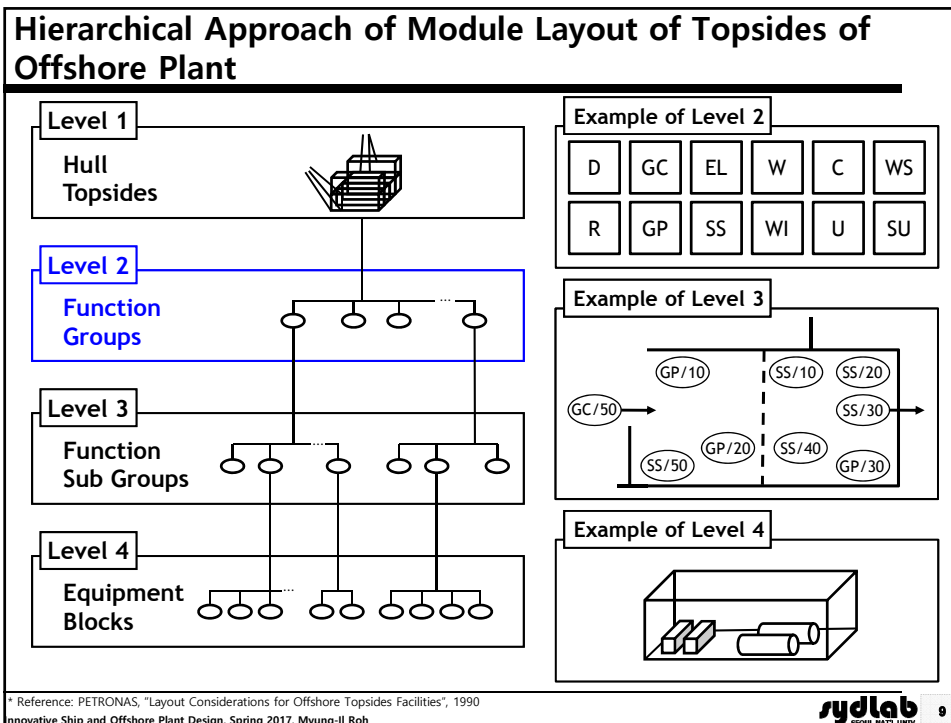 Hierarchical Approach of Module Layout of Topsides of
Offshore Plant
Level 1
Hull
Topsides
Level 2
Function
Groups
...
Level 3
Function
Sub Groups
...
Level 4
Equipment
Blocks
...
Example of Level 2
D GC EL W C WS
R GP SS WI U SU
Example of Level 3
GP/10 SS/10 SS/20
GC/50 SS/30
GP/20 SS/40
SS/50 GP/30
Example of Level 4
* Reference: PETRONAS, "Layout Considerations for Offshore Topsides Facilities", 1990
nnovative Ship and Offshore Plant Design, Spring 2017, Myung-Il Roh
sydlab
SEOUL NAT'L UNIV.
9